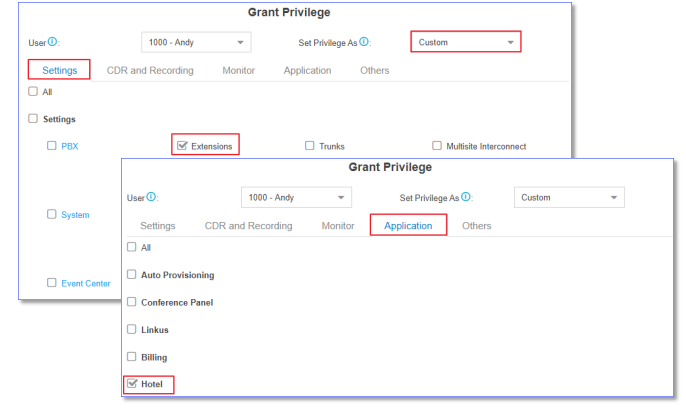 Grant Privilege
User: 1000 - Andy Set Privilege As: Custom
Settings CDR and Recording Monitor Application Others
All
Settings
PBX Extensions Trunks Multisite Interconnect
System
Event Center
Grant Privilege
User: 1000 - Andy Set Privilege As: Custom
Settings CDR and Recording Monitor Application Others
All
Auto Provisioning
Conference Panel
Linkus
Billing
Hotel